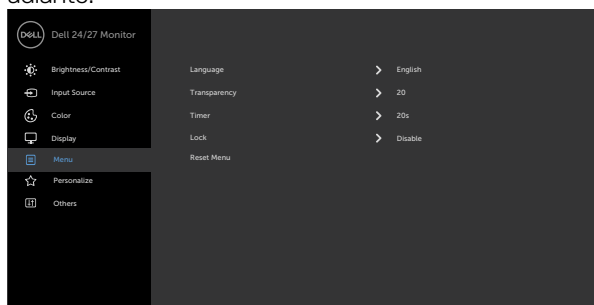 adiante.
DELL Dell 24/27 Monitor
Brightness/Contrast Language English
Input Source Transparency 20
Color Timer 20s
Display Lock Disable
Menu Reset Menu
Personalize
Others